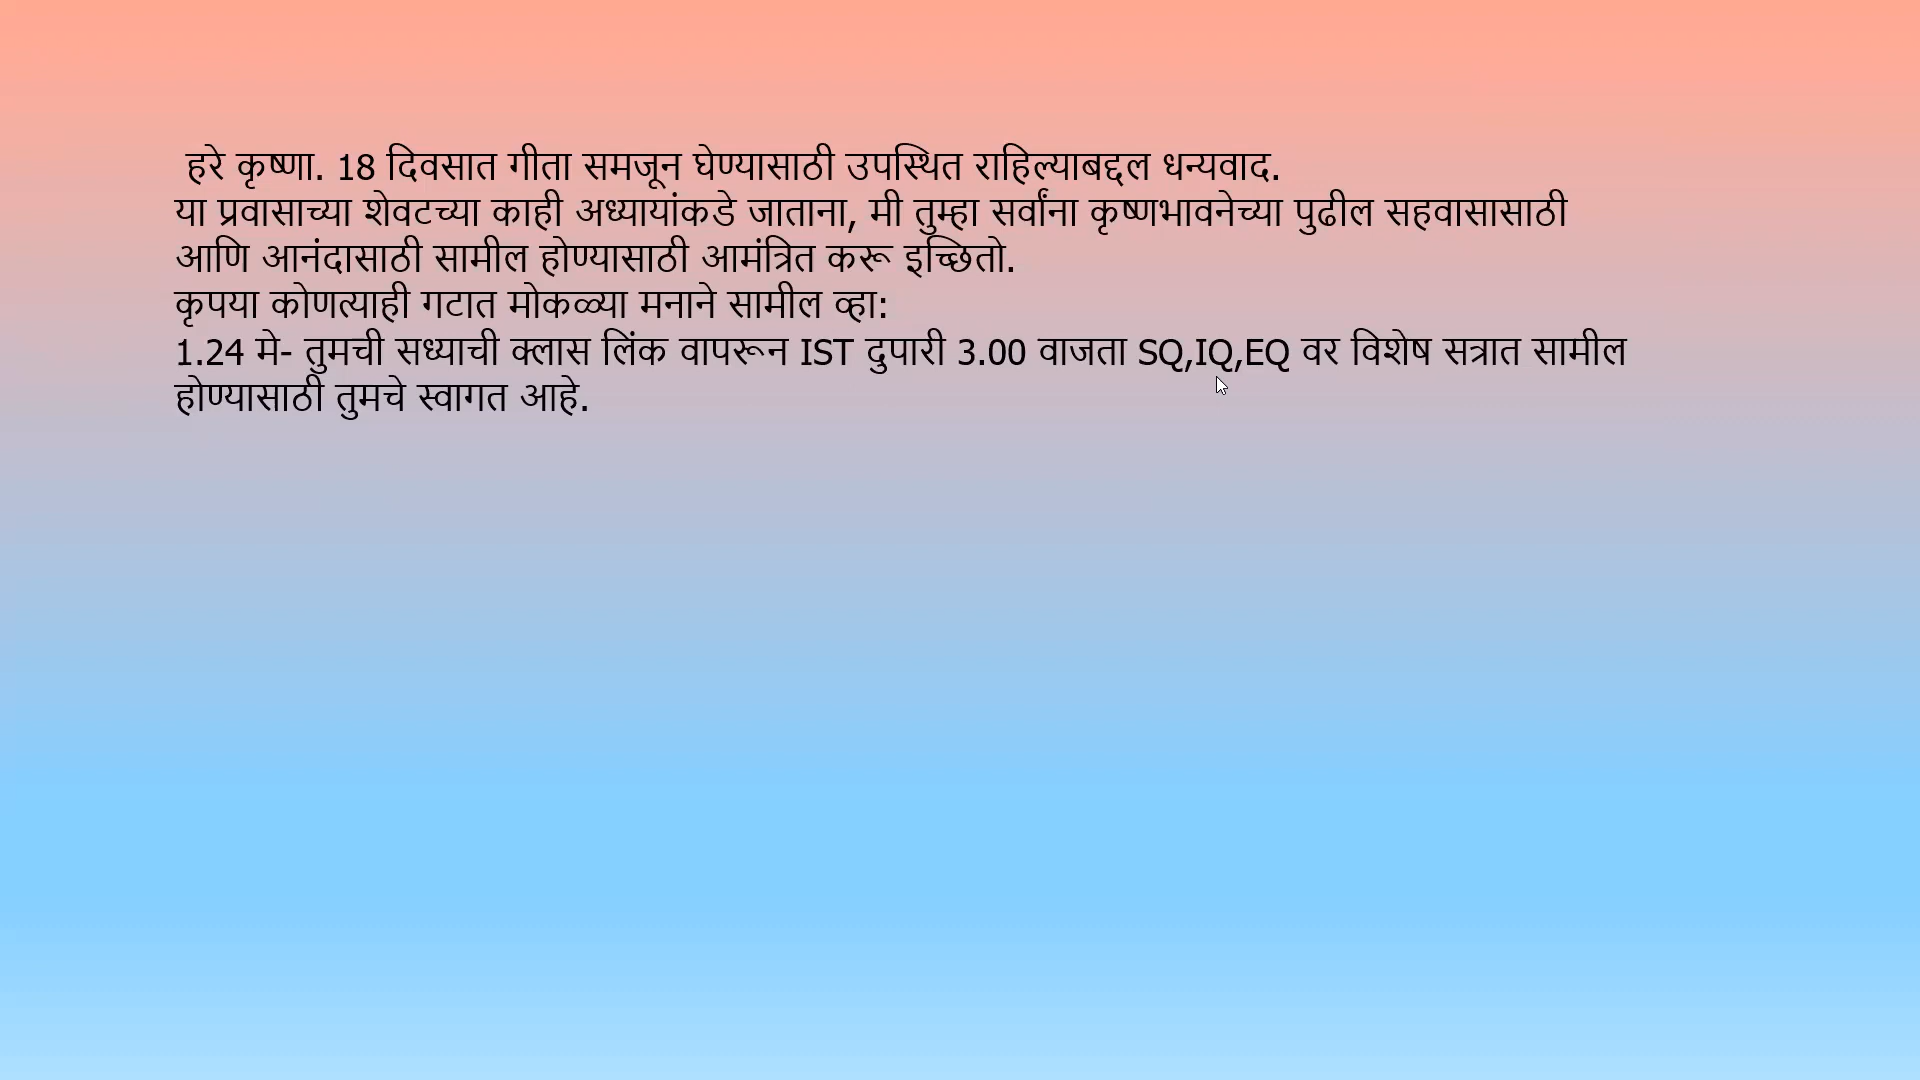 हरे कृष्णा. 18 दिवसात गीता समजून घेण्यासाठी उपस्थित राहिल्याबद्दल धन्यवाद.
या प्रवासाच्या शेवटच्या काही अध्यायांकडे जाताना, मी तुम्हा सर्वांना कृष्णभावनेच्या पुढील सहवासासाठी
आणि आनंदासाठी सामील होण्यासाठी आमंत्रित करू इच्छितो.
कृपया कोणत्याही गटात मोकळ्या मनाने सामील व्हा:
1.24 मे- तुमची सध्याची क्लास लिंक वापरून IST दुपारी 3.00 वाजता SQ,IQ,EQ वर विशेष सत्रात सामील
होण्यासाठी तुमचे स्वागत आहे.